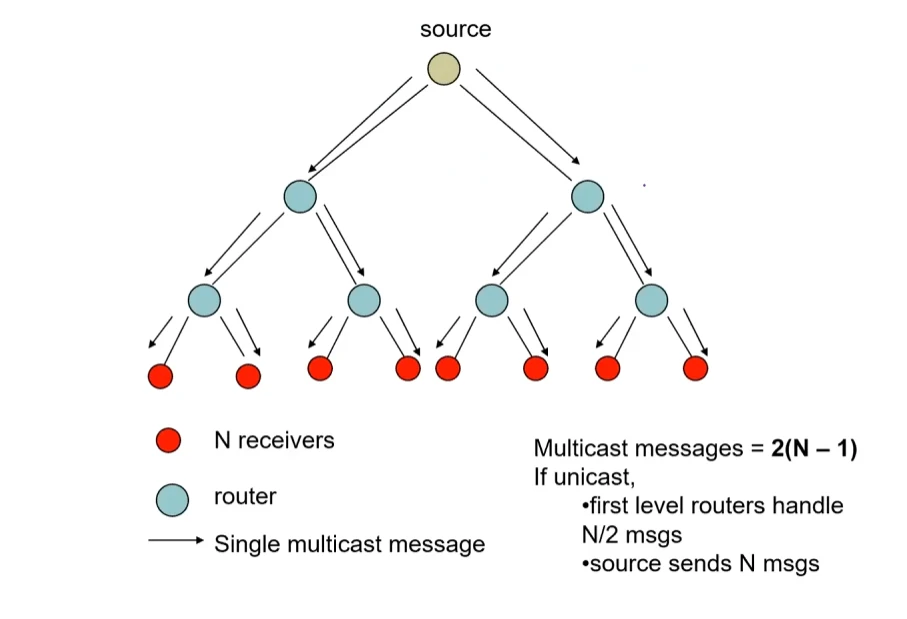 source
N receivers
router
Single multicast message
Multicast messages = 2(N – 1)
If unicast,
•first level routers handle
N/2 msgs
•source sends N msgs